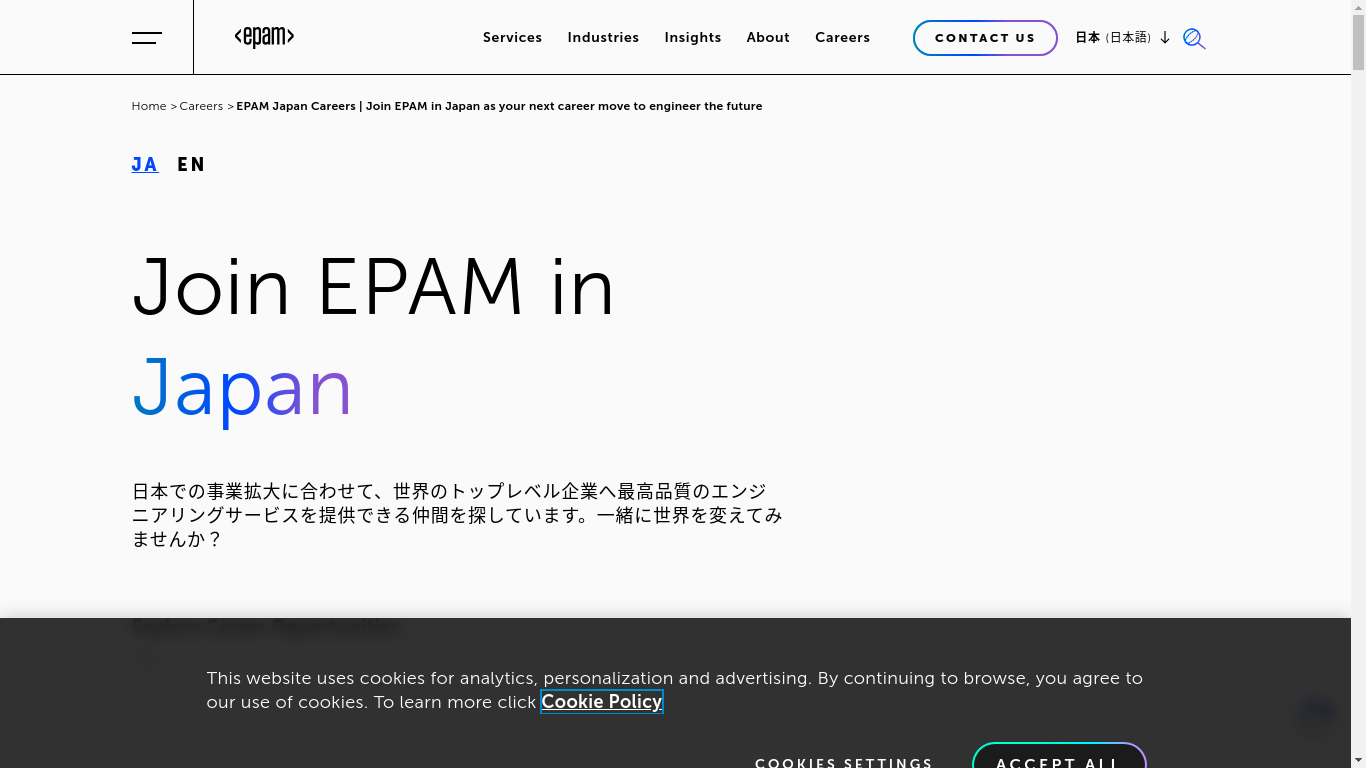 <epam>
Services Industries Insights About Careers
CONTACT US
日本 (日本語)
Home > Careers > EPAM Japan Careers | Join EPAM in Japan as your next career move to engineer the future
JA EN
Join EPAM in
Japan
日本での事業拡大に合わせて、世界のトップレベル企業へ最高品質のエンジ
ニアリングサービスを提供できる仲間を探しています。一緒に世界を変えてみ
ませんか？
This website uses cookies for analytics, personalization and advertising. By continuing to browse, you agree to
our use of cookies. To learn more click Cookie Policy
COOKIES SETTINGS
ACCEPT ALL